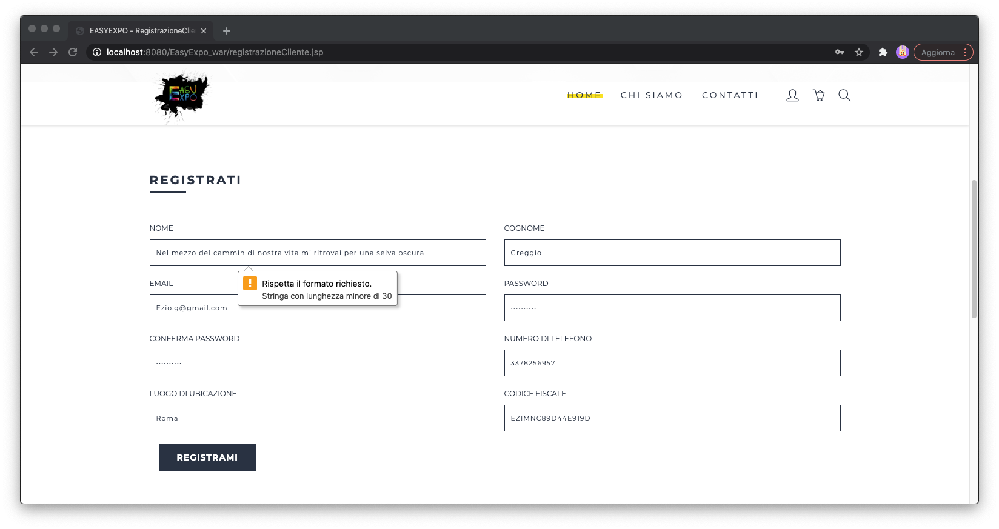 EASYEXPO - RegistrazioneClie
localhost:8080/EasyExpo_war/registrazioneCliente.jsp
Aggiorna
EASY
EXPO
HOME CHI SIAMO CONTATTI
REGISTRATI
NOME COGNOME
Nel mezzo del cammin di nostra vita mi ritrovai per una selva oscura Greggio
Rispetta il formato richiesto.
Stringa con lunghezza minore di 30
EMAIL PASSWORD
Ezio.g@gmail.com ··········
CONFERMA PASSWORD NUMERO DI TELEFONO
·········· 3378256957
LUOGO DI UBICAZIONE CODICE FISCALE
Roma EZIMNC89D44E919D
REGISTRAMI